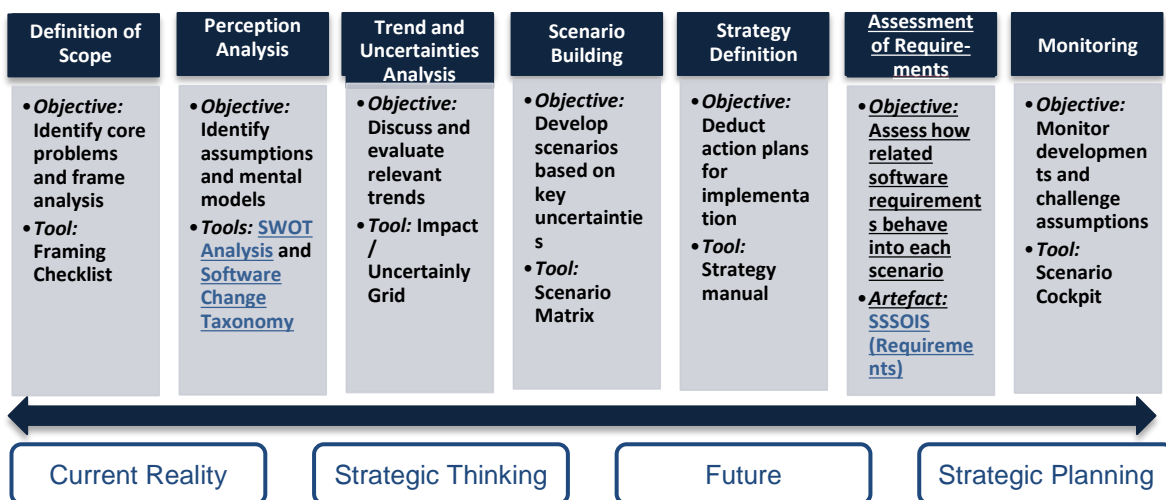 Definition of
Scope
• Objective:
Identify core
problems
and frame
analysis
• Tool:
Framing
Checklist
Perception
Analysis
• Objective:
Identify
assumptions
and mental
models
• Tools: SWOT
Analysis and
Software
Change
Taxonomy
Trend and
Uncertainties
Analysis
• Objective:
Discuss and
evaluate
relevant
trends
• Tool: Impact
/
Uncertainly
Grid
Scenario
Building
• Objective:
Develop
scenarios
based on
key
uncertaintie
s
• Tool:
Scenario
Matrix
Strategy
Definition
• Objective:
Deduct
action plans
for
implementa
tion
• Tool:
Strategy
manual
Assessment
of Require-
ments
• Objective:
Assess how
related
software
requirement
s behave
into each
scenario
• Artefact:
SSSOIS
(Requireme
nts)
Monitoring
• Objective:
Monitor
developmen
ts and
challenge
assumptions
• Tool:
Scenario
Cockpit
Current Reality
Strategic Thinking
Future
Strategic Planning